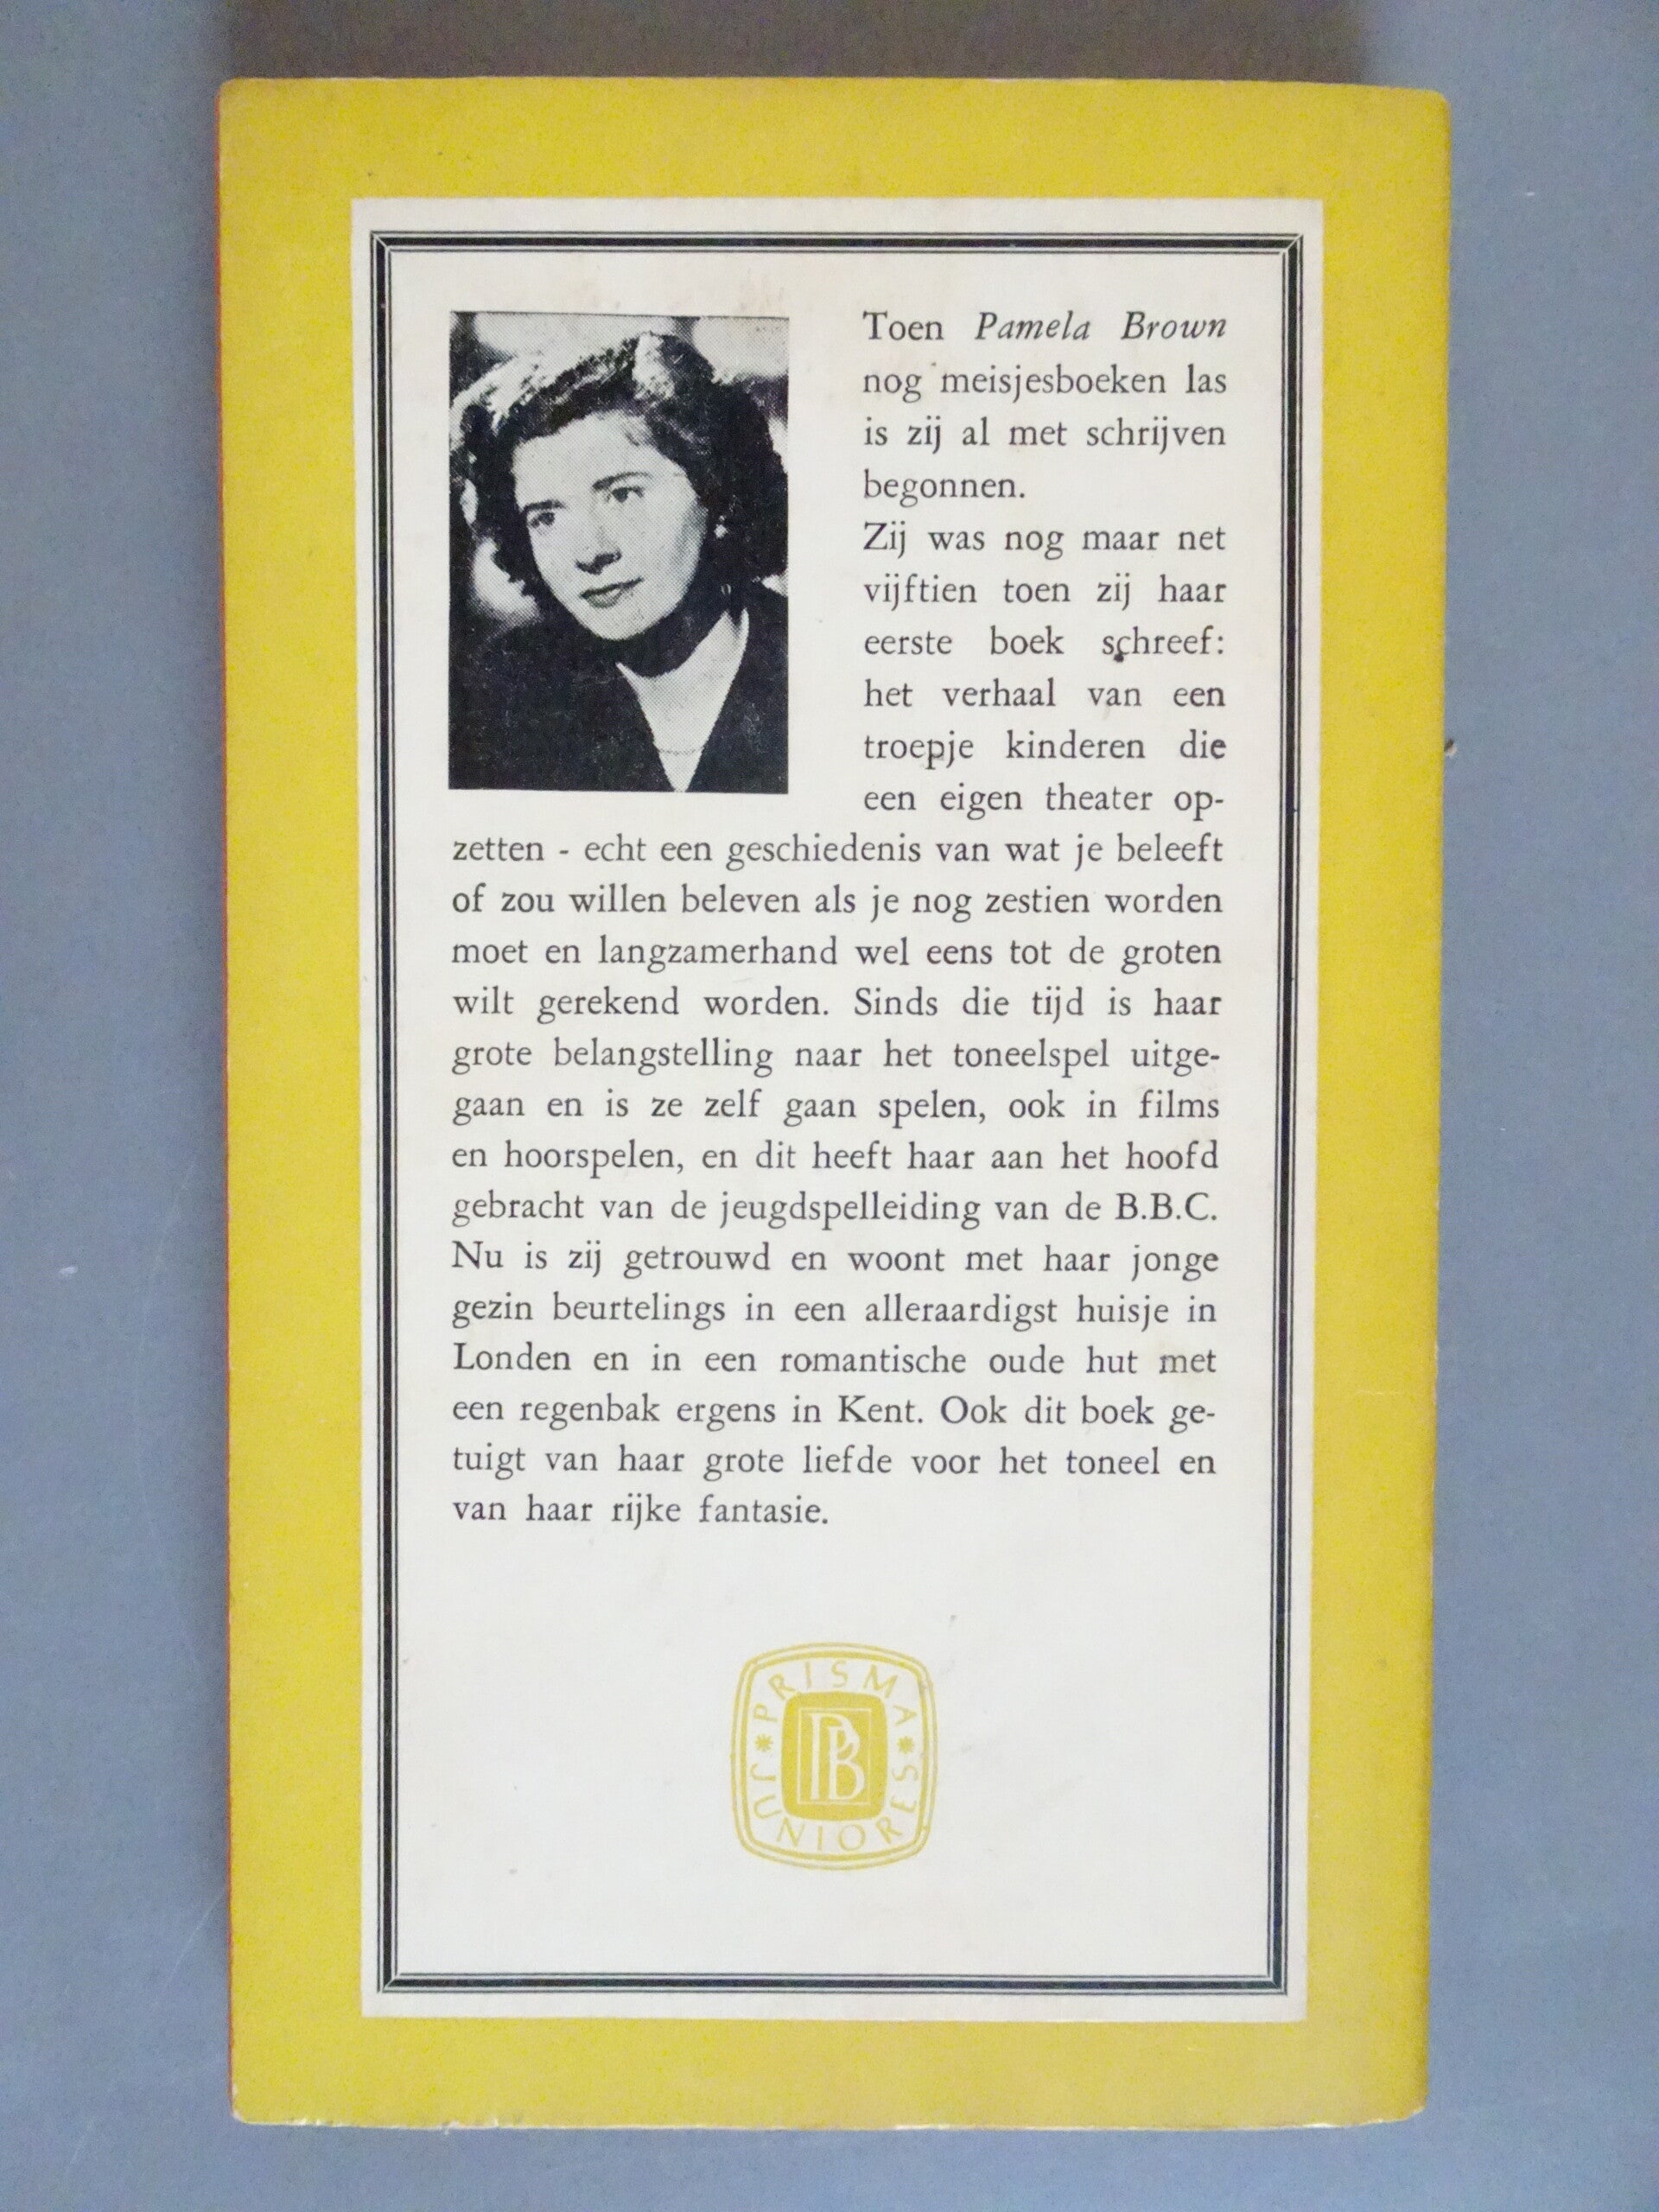 Toen Pamela Brown
nog meisjesboeken las
is zij al met schrijven
begonnen.
Zij was nog maar net
vijftien toen zij haar
eerste boek schreef:
het verhaal van een
troepje kinderen die
een eigen theater op-
zetten - echt een geschiedenis van wat je beleeft
of zou willen beleven als je nog zestien worden
moet en langzamerhand wel eens tot de groten
wilt gerekend worden. Sinds die tijd is haar
grote belangstelling naar het toneelspel uitge-
gaan en is ze zelf gaan spelen, ook in films
en hoorspelen, en dit heeft haar aan het hoofd
gebracht van de jeugdspelleiding van de B.B.C.
Nu is zij getrouwd en woont met haar jonge
gezin beurtelings in een alleraardigst huisje in
Londen en in een romantische oude hut met
een regenbak ergens in Kent. Ook dit boek ge-
tuigt van haar grote liefde voor het toneel en
van haar rijke fantasie.
PRISMA
PB
JUNIORES